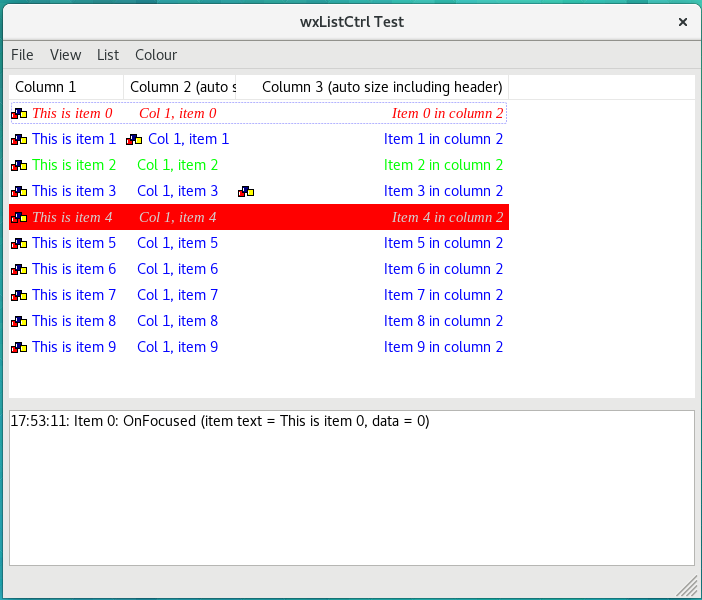 wxListCtrl Test
File View List Colour
Column 1 Column 2 (auto s Column 3 (auto size including header)
This is item 0 Col 1, item 0 Item 0 in column 2
This is item 1 Col 1, item 1 Item 1 in column 2
This is item 2 Col 1, item 2 Item 2 in column 2
This is item 3 Col 1, item 3 Item 3 in column 2
This is item 4 Col 1, item 4 Item 4 in column 2
This is item 5 Col 1, item 5 Item 5 in column 2
This is item 6 Col 1, item 6 Item 6 in column 2
This is item 7 Col 1, item 7 Item 7 in column 2
This is item 8 Col 1, item 8 Item 8 in column 2
This is item 9 Col 1, item 9 Item 9 in column 2
17:53:11: Item 0: OnFocused (item text = This is item 0, data = 0)